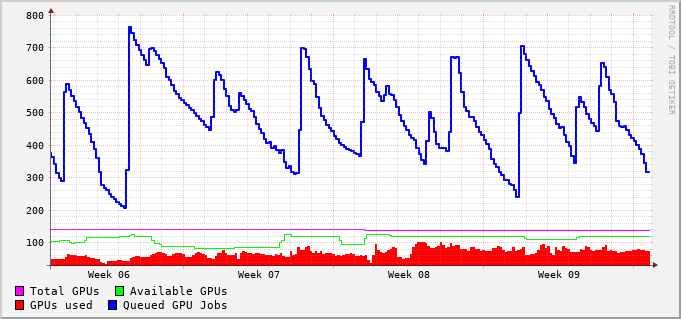 800
700
600
500
400
300
200
100
Week 06 Week 07 Week 08 Week 09
Total GPUs Available GPUs
GPUs used Queued GPU Jobs
RRDTOOL / TOBI OETIKER